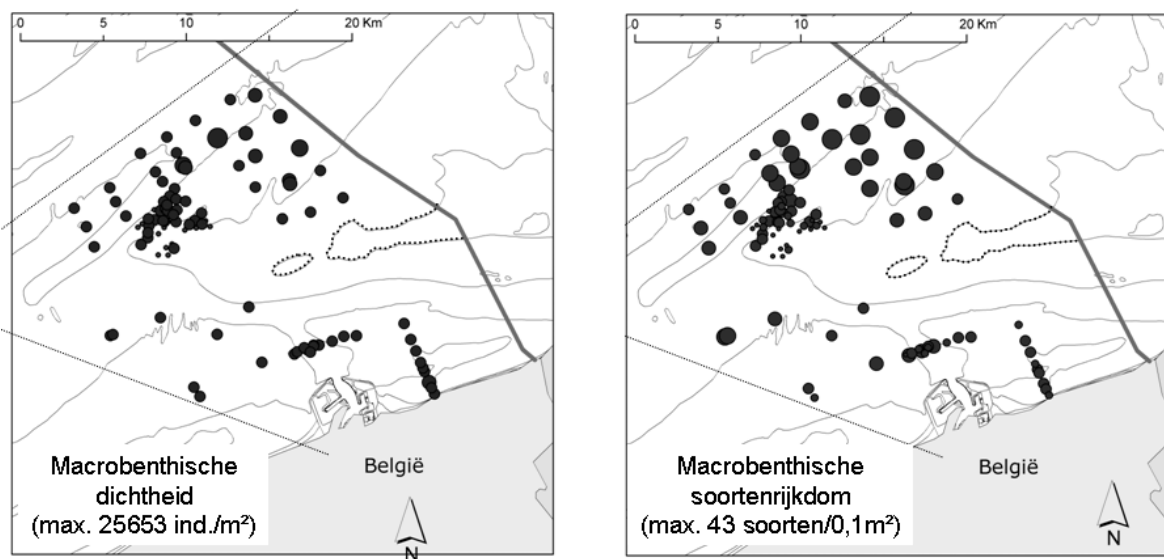 0 5 10 20 Km
België
Macrobenthische
dichtheid
(max. 25653 ind./m²)
N
0 5 10 20 Km
België
Macrobenthische
soortenrijkdom
(max. 43 soorten/0,1m²)
N